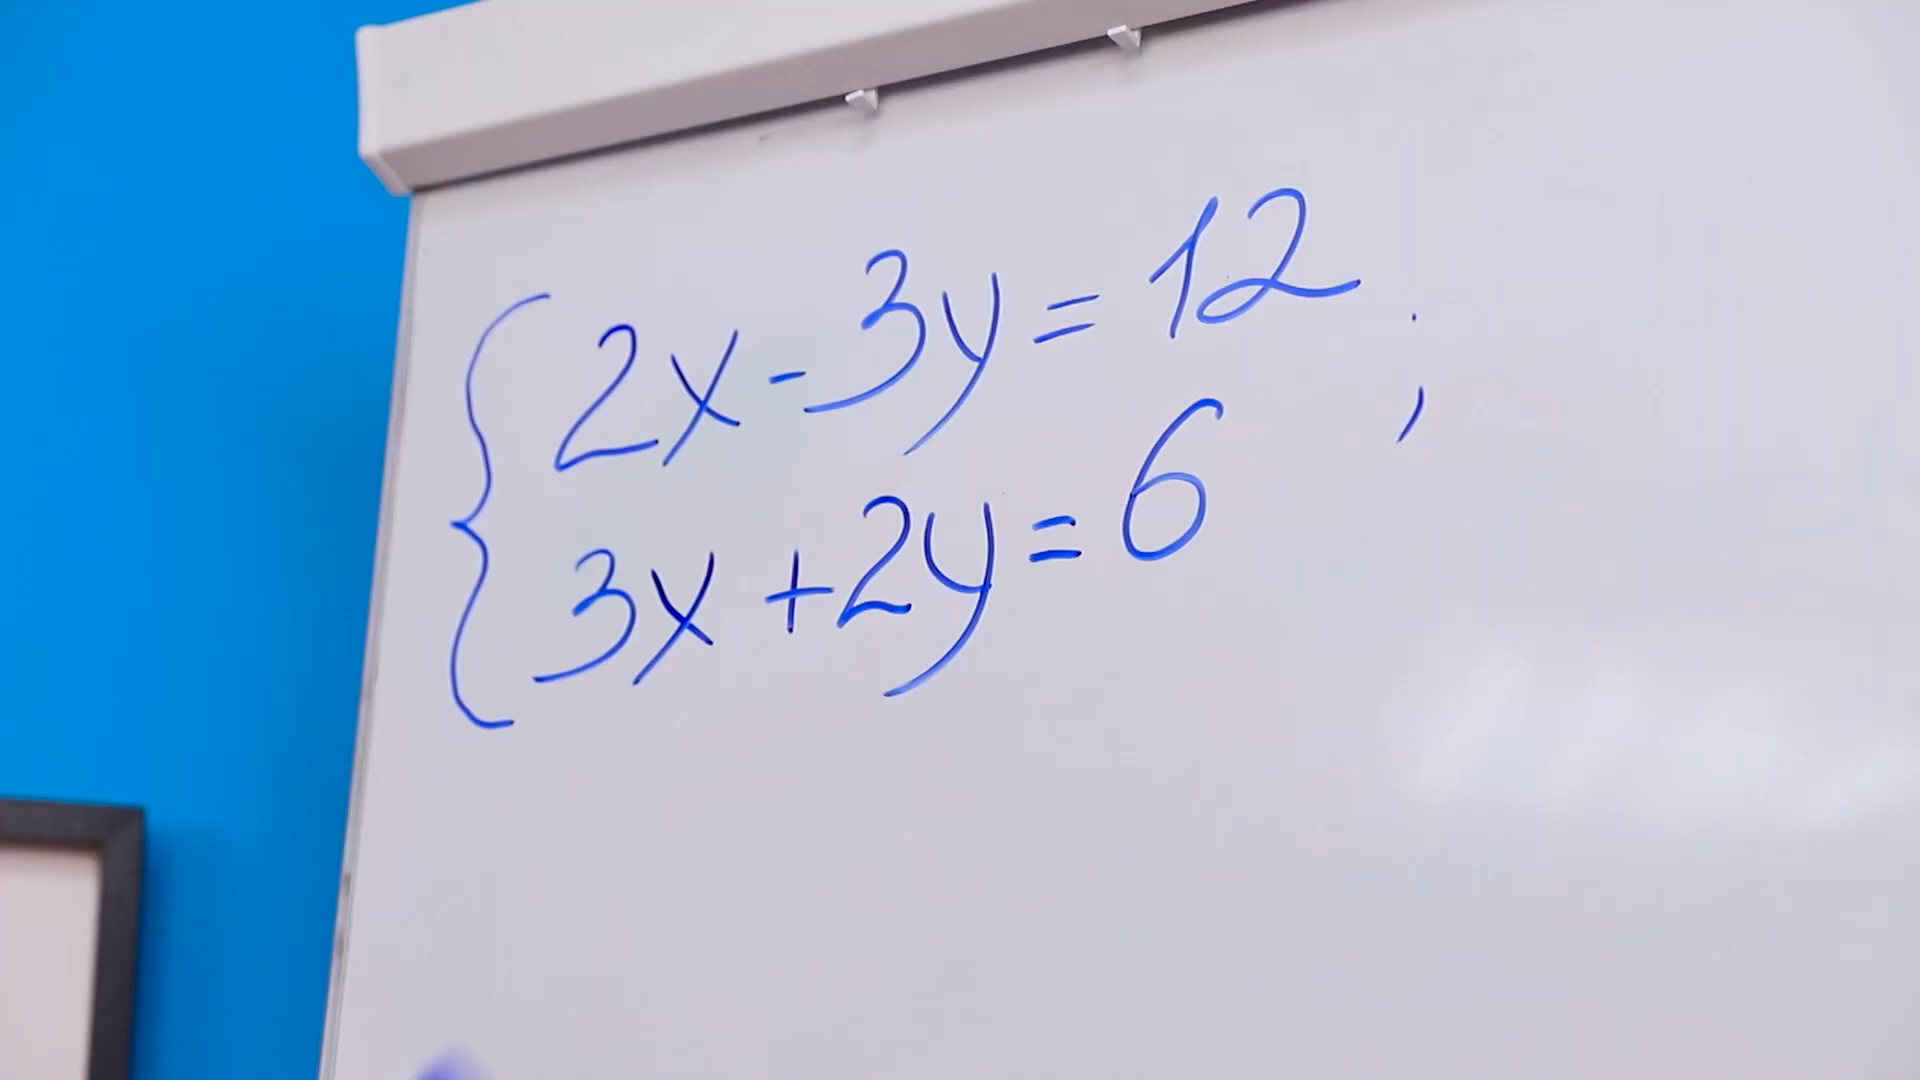 { 2x - 3y = 12 ;
3x + 2y = 6